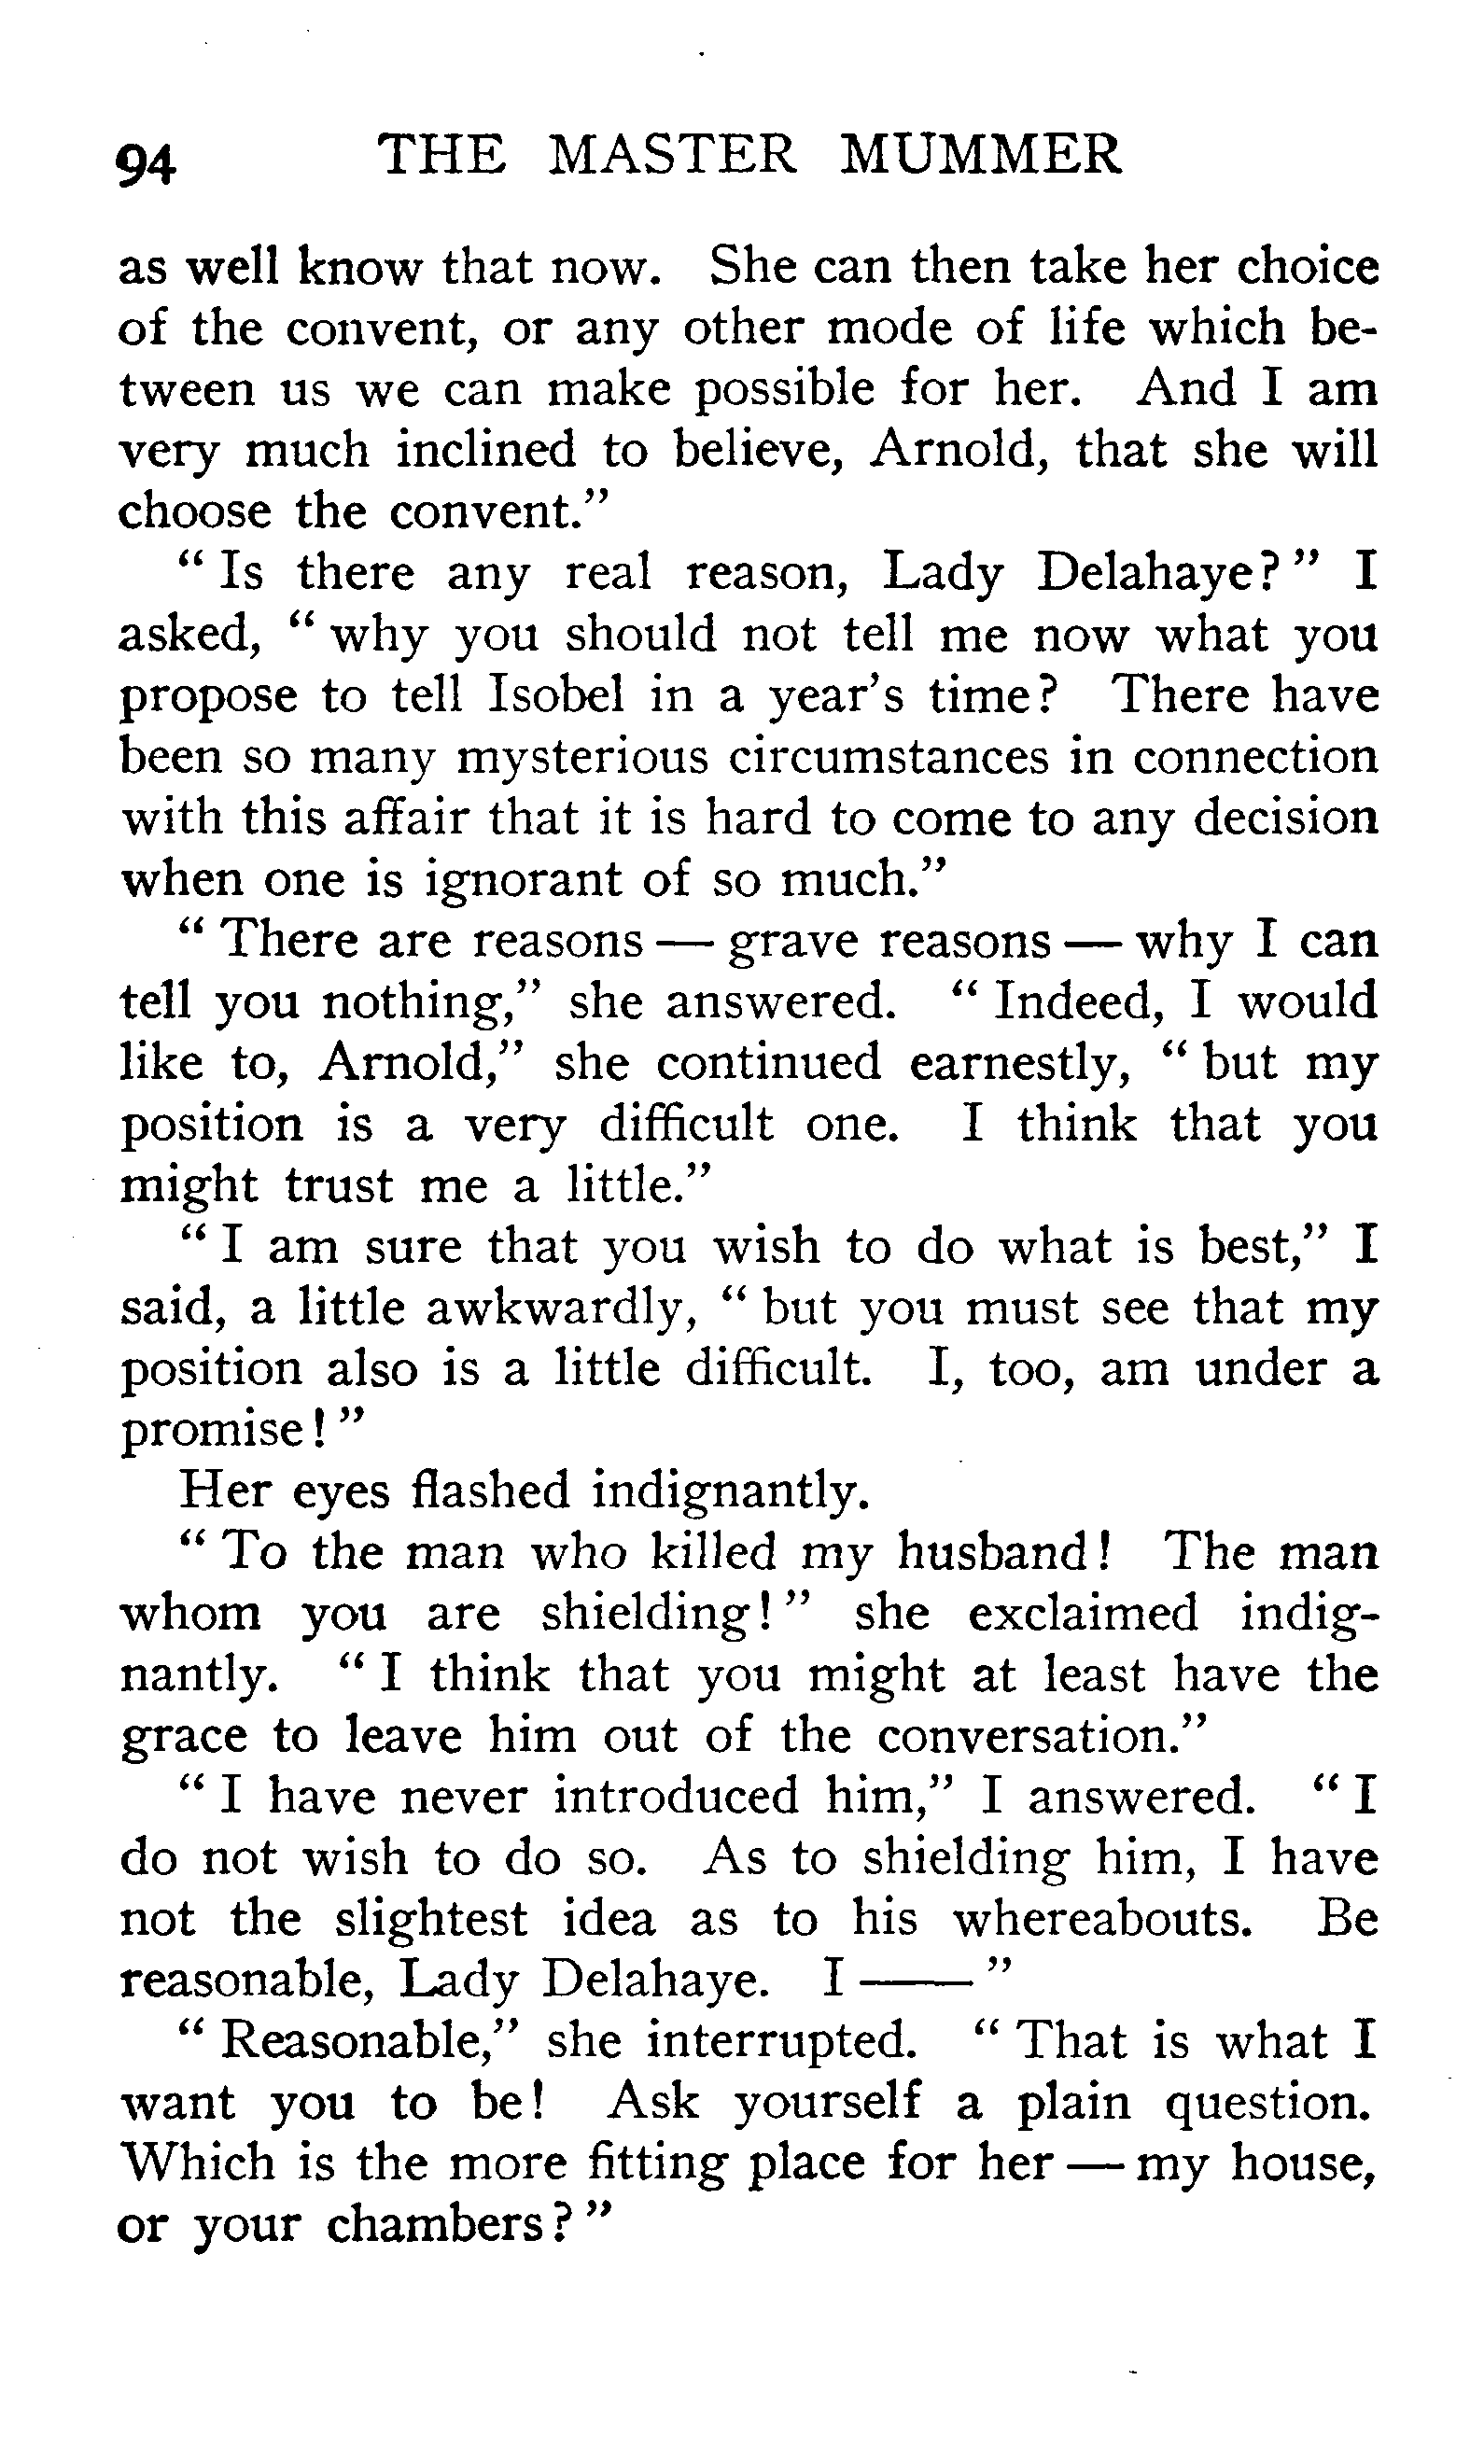 94 THE MASTER MUMMER
as well know that now. She can then take her choice
of the convent, or any other mode of life which be-
tween us we can make possible for her. And I am
very much inclined to believe, Arnold, that she will
choose the convent."
"Is there any real reason, Lady Delahaye?" I
asked, "why you should not tell me now what you
propose to tell Isobel in a year's time? There have
been so many mysterious circumstances in connection
with this affair that it is hard to come to any decision
when one is ignorant of so much."
"There are reasons — grave reasons — why I can
tell you nothing," she answered. "Indeed, I would
like to, Arnold," she continued earnestly, "but my
position is a very difficult one. I think that you
might trust me a little."
"I am sure that you wish to do what is best," I
said, a little awkwardly, "but you must see that my
position also is a little difficult. I, too, am under a
promise!"
Her eyes flashed indignantly.
"To the man who killed my husband! The man
whom you are shielding!" she exclaimed indig-
nantly. "I think that you might at least have the
grace to leave him out of the conversation."
"I have never introduced him," I answered. "I
do not wish to do so. As to shielding him, I have
not the slightest idea as to his whereabouts. Be
reasonable, Lady Delahaye. I ——"
"Reasonable," she interrupted. "That is what I
want you to be! Ask yourself a plain question.
Which is the more fitting place for her — my house,
or your chambers?"